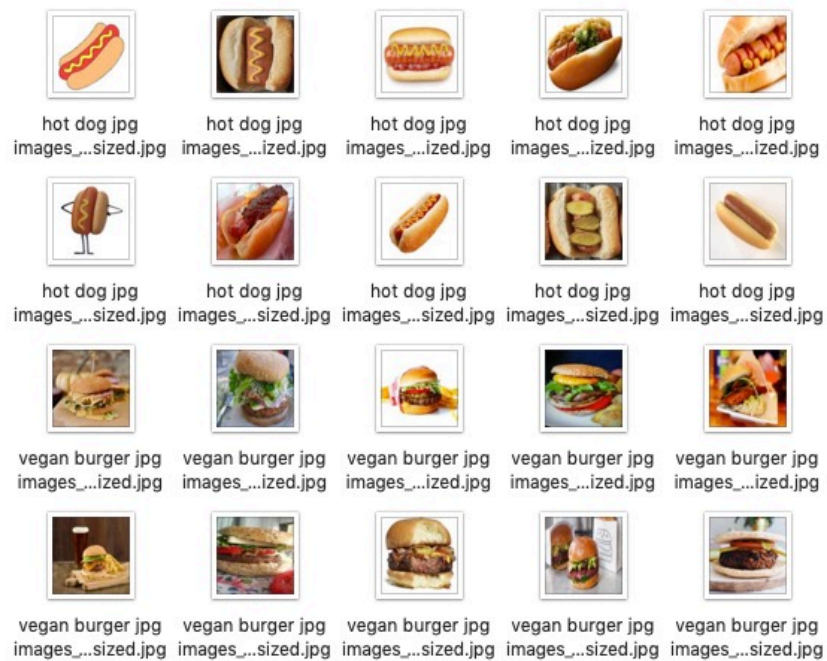 hot dog jpg hot dog jpg hot dog jpg hot dog jpg hot dog jpg
images_...sized.jpg images_...ized.jpg images_...sized.jpg images_...ized.jpg images_...ized.jpg
hot dog jpg hot dog jpg hot dog jpg hot dog jpg hot dog jpg
images_...sized.jpg images_...sized.jpg images_...sized.jpg images_...sized.jpg images_...sized.jpg
vegan burger jpg vegan burger jpg vegan burger jpg vegan burger jpg vegan burger jpg
images_...ized.jpg images_...ized.jpg images_...ized.jpg images_...ized.jpg images_...ized.jpg
vegan burger jpg vegan burger jpg vegan burger jpg vegan burger jpg vegan burger jpg
images_...sized.jpg images_...sized.jpg images_...sized.jpg images_...sized.jpg images_...sized.jpg